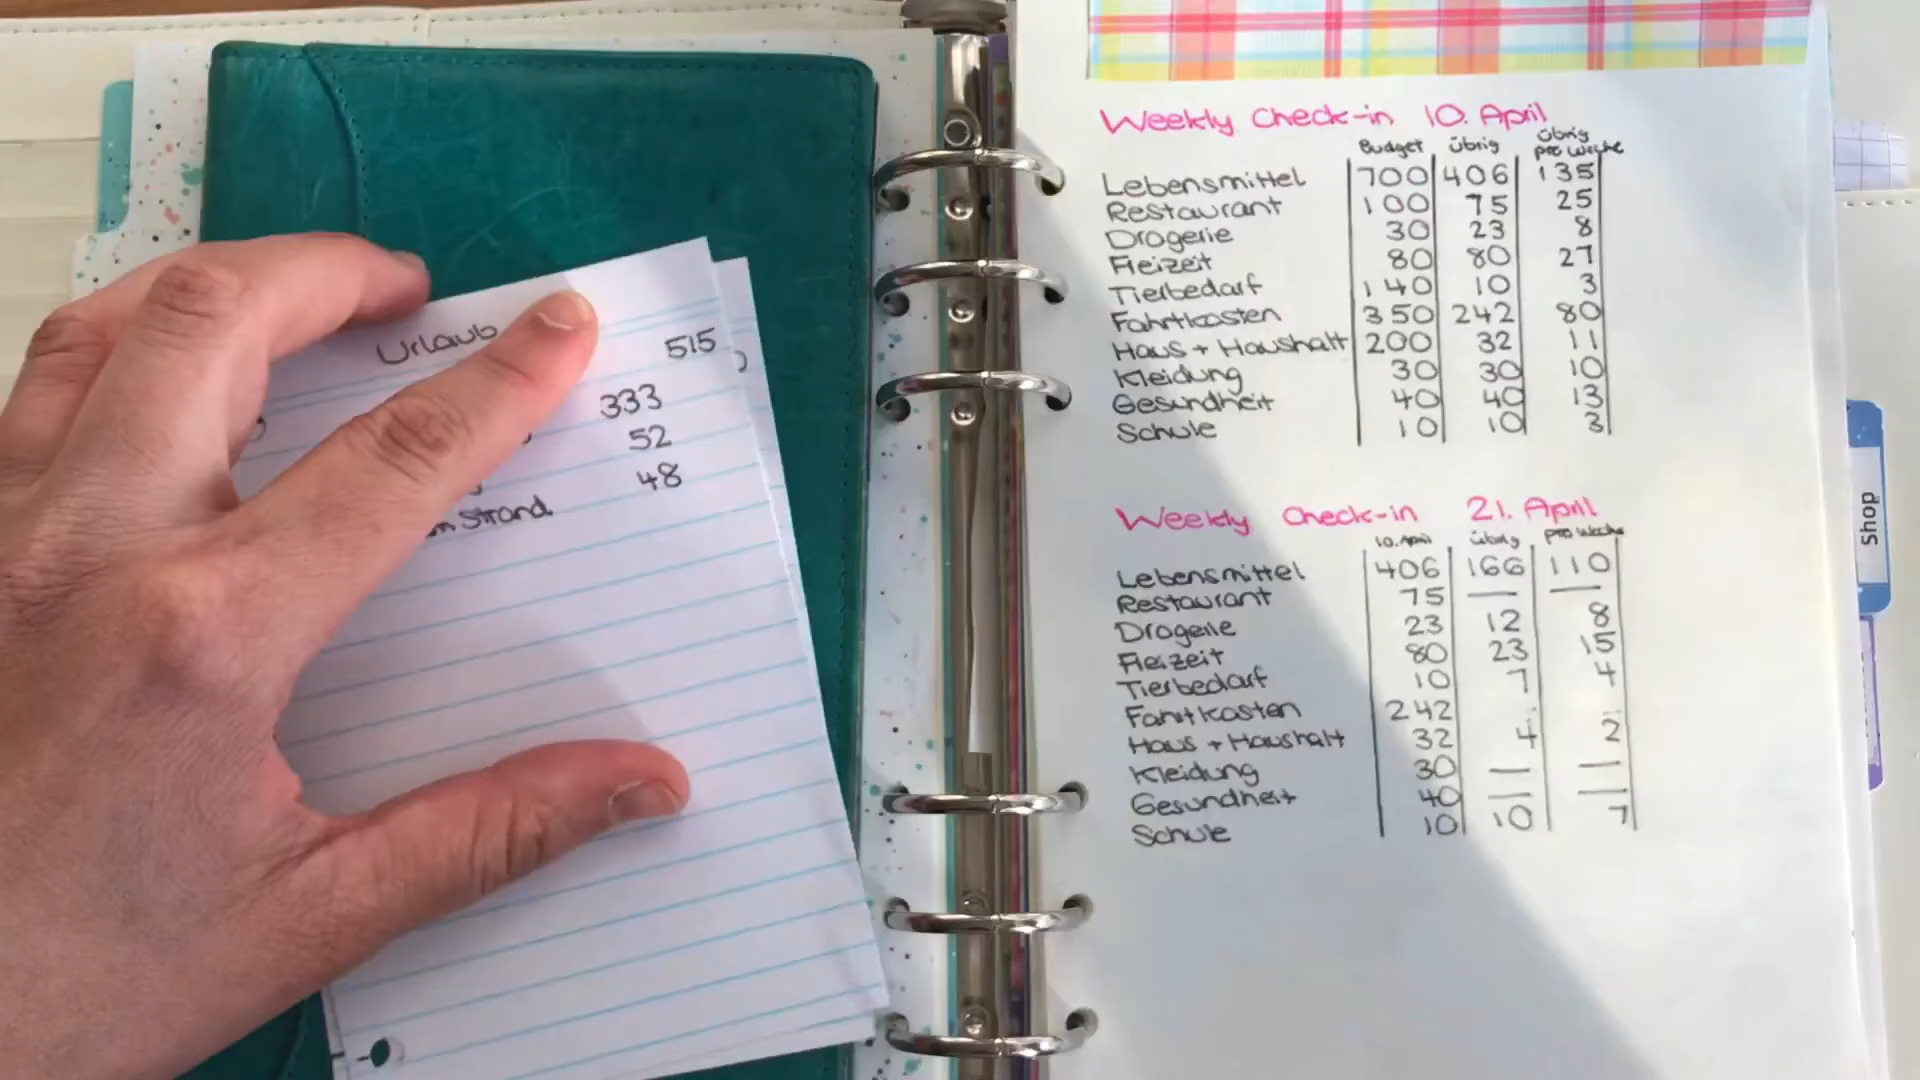 Urlaub
515
333
52
48
Strand
Weekly Check-in 10. April
Budget übrig übrig pro Woche
Lebensmittel 700 406 135
Restaurant 100 75 25
Drogerie 30 23 8
Freizeit 80 80 27
Tierbedarf 140 10 3
Fahrtkosten 350 242 80
Haus + Haushalt 200 32 11
Kleidung 30 30 10
Gesundheit 40 40 13
Schule 10 10 3
Weekly Check-in 21. April
10. April übrig pro Woche
Lebensmittel 406 166 110
Restaurant 75 — —
Drogerie 23 12 8
Freizeit 80 23 15
Tierbedarf 10 7 4
Fahrtkosten 242
Haus + Haushalt 32 4 2
Kleidung 30 — —
Gesundheit 40 — —
Schule 10 10 7
Shop